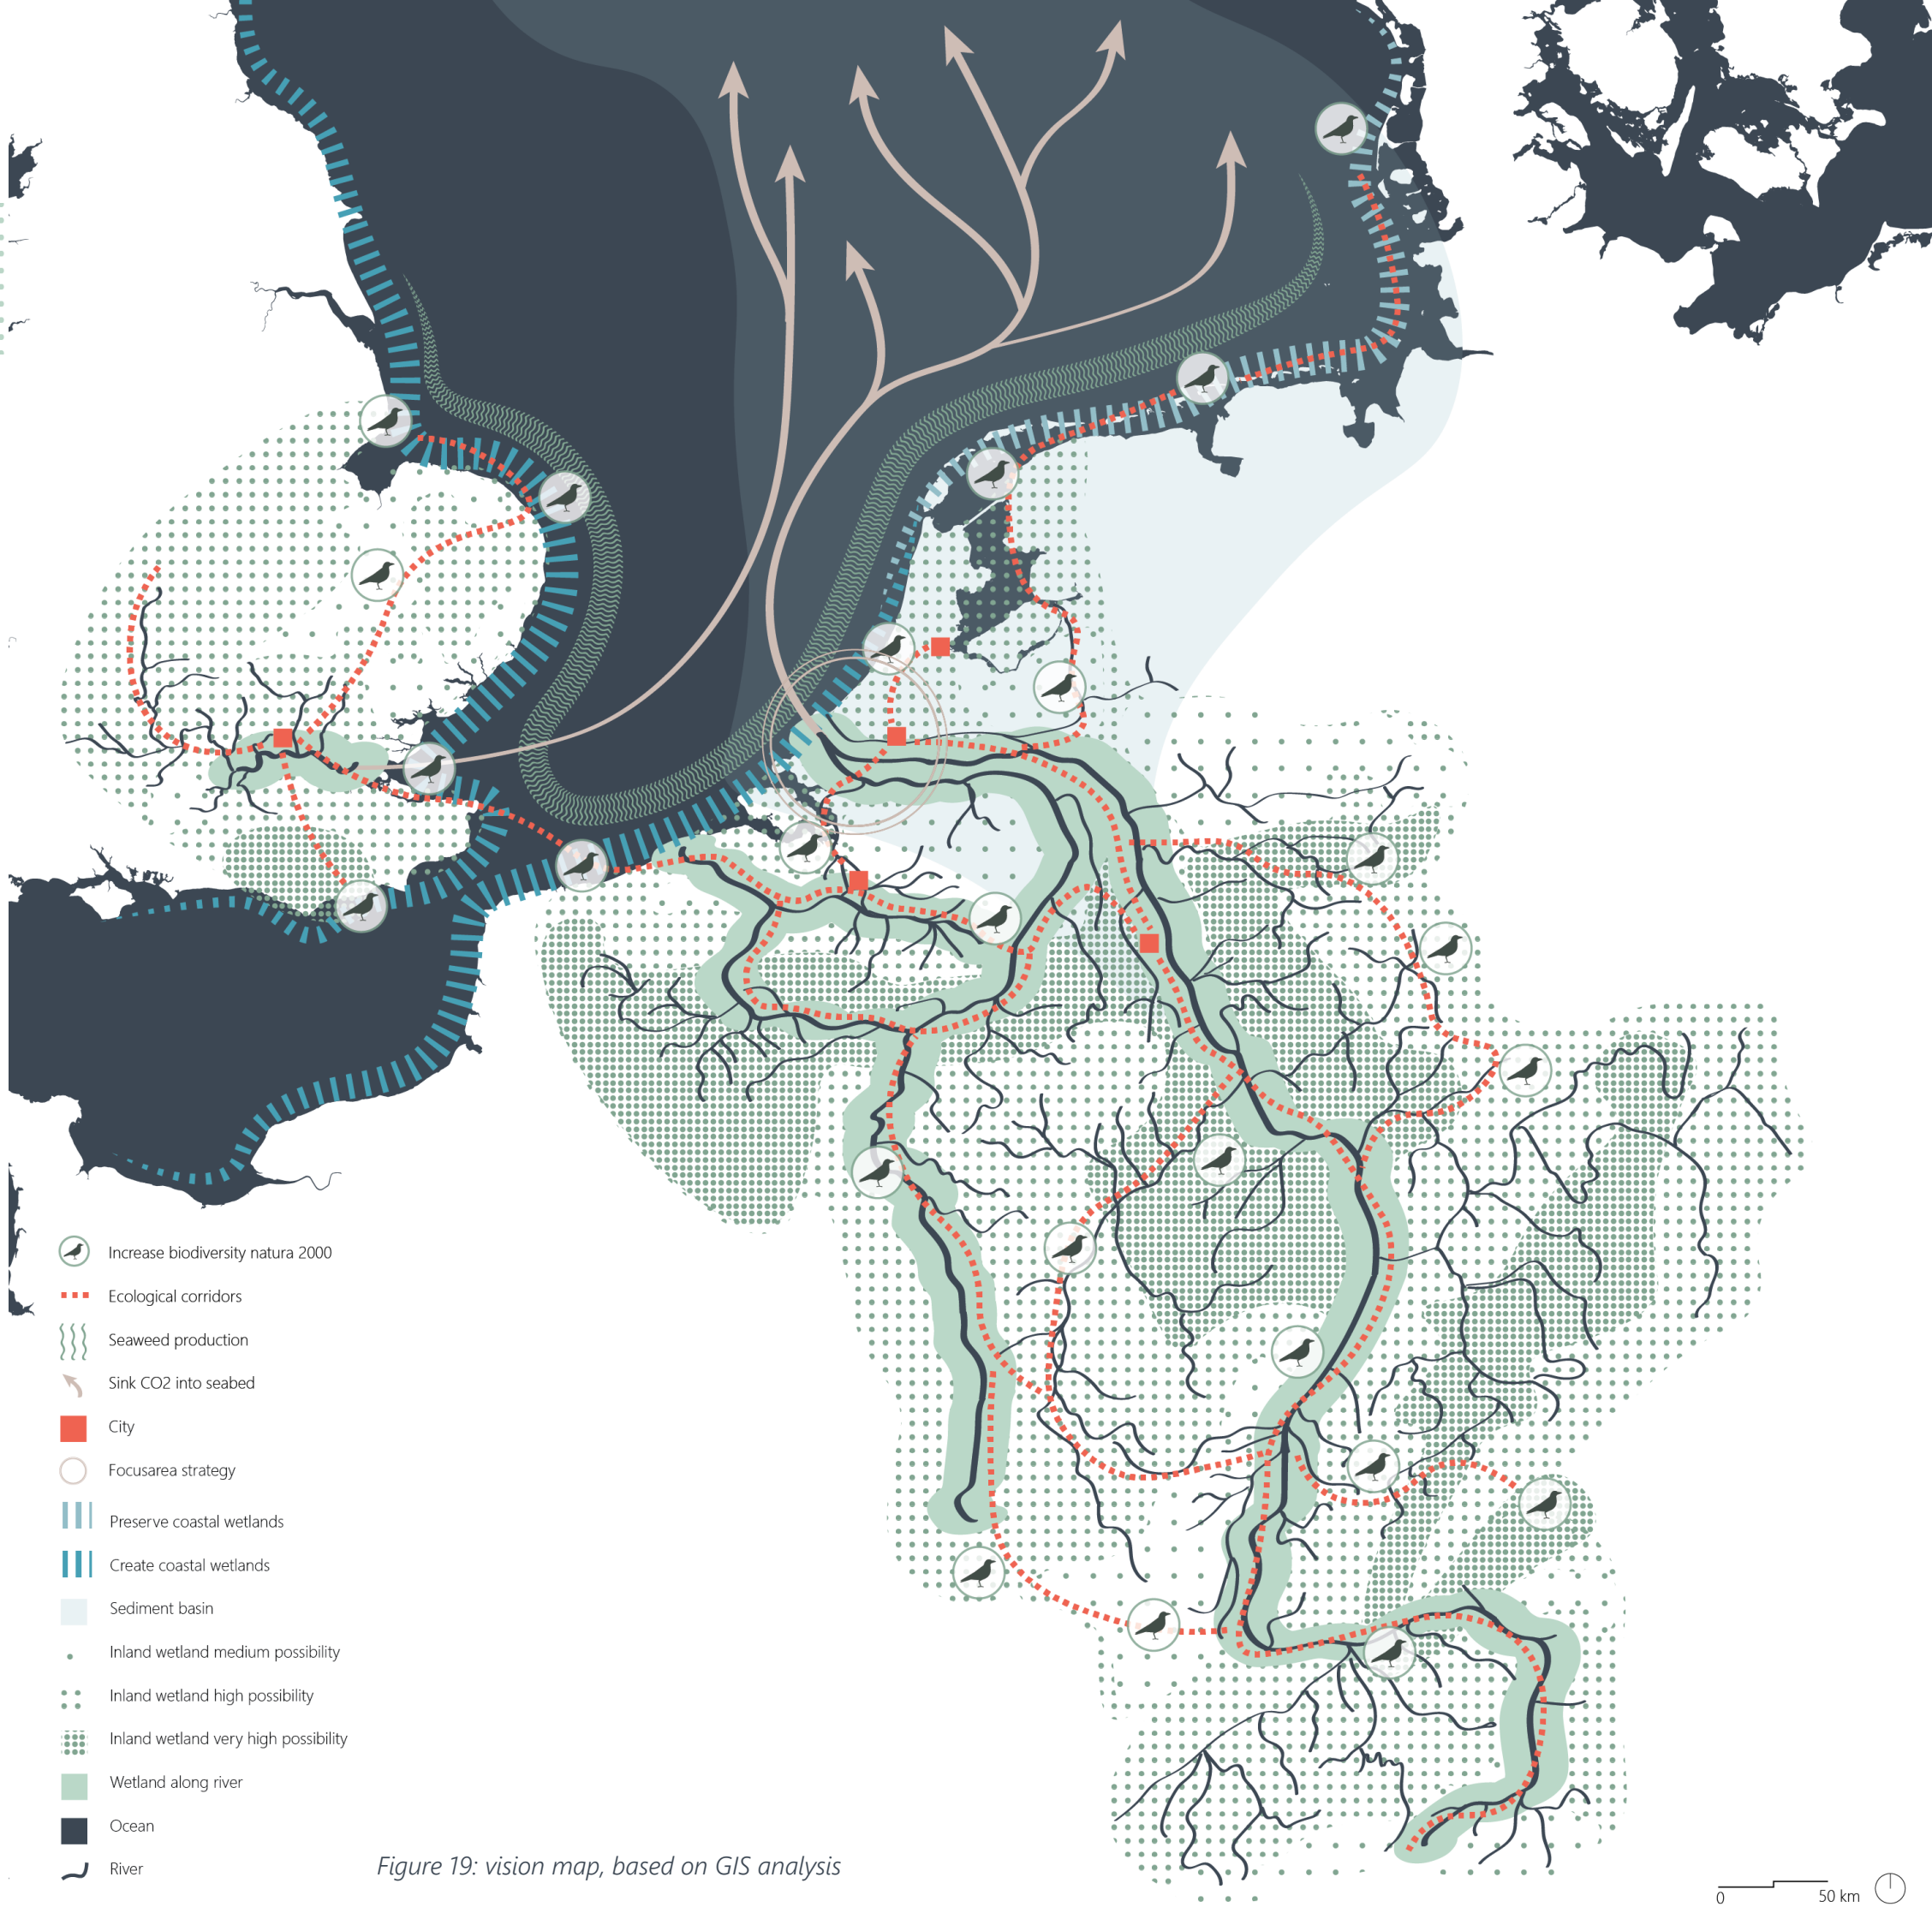 Increase biodiversity natura 2000
Ecological corridors
Seaweed production
Sink CO2 into seabed
City
Focusarea strategy
Preserve coastal wetlands
Create coastal wetlands
Sediment basin
Inland wetland medium possibility
Inland wetland high possibility
Inland wetland very high possibility
Wetland along river
Ocean
River
Figure 19: vision map, based on GIS analysis
0 50 km